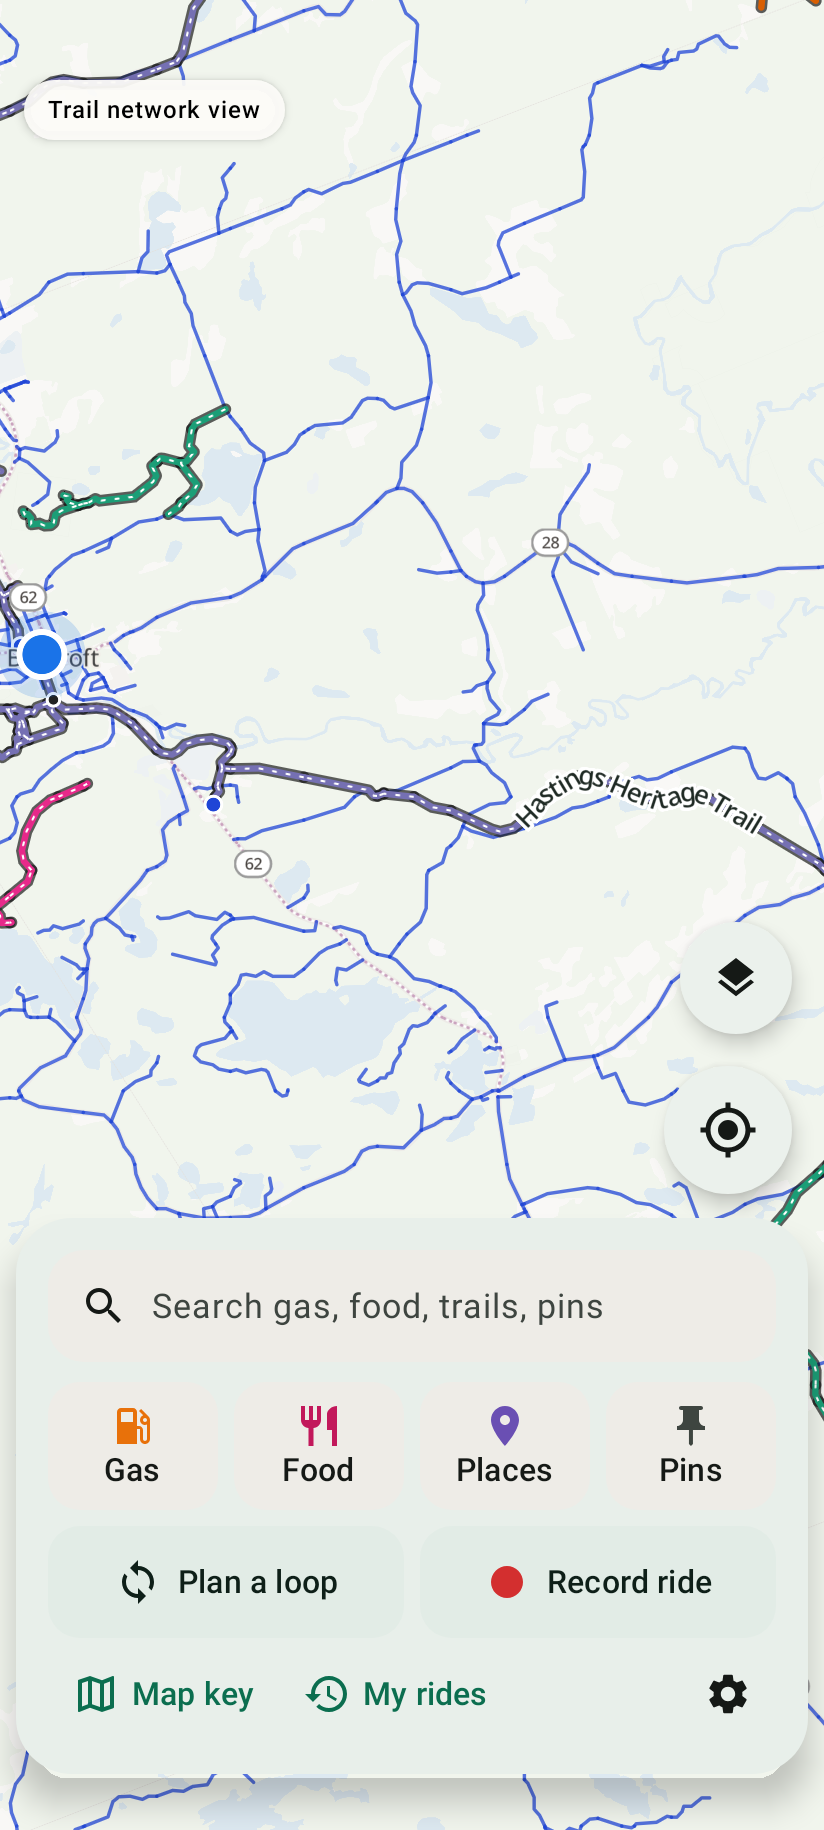 Trail network view
28
62
Hastings Heritage Trail
62
Search gas, food, trails, pins
Gas
Food
Places
Pins
Plan a loop
Record ride
Map key
My rides